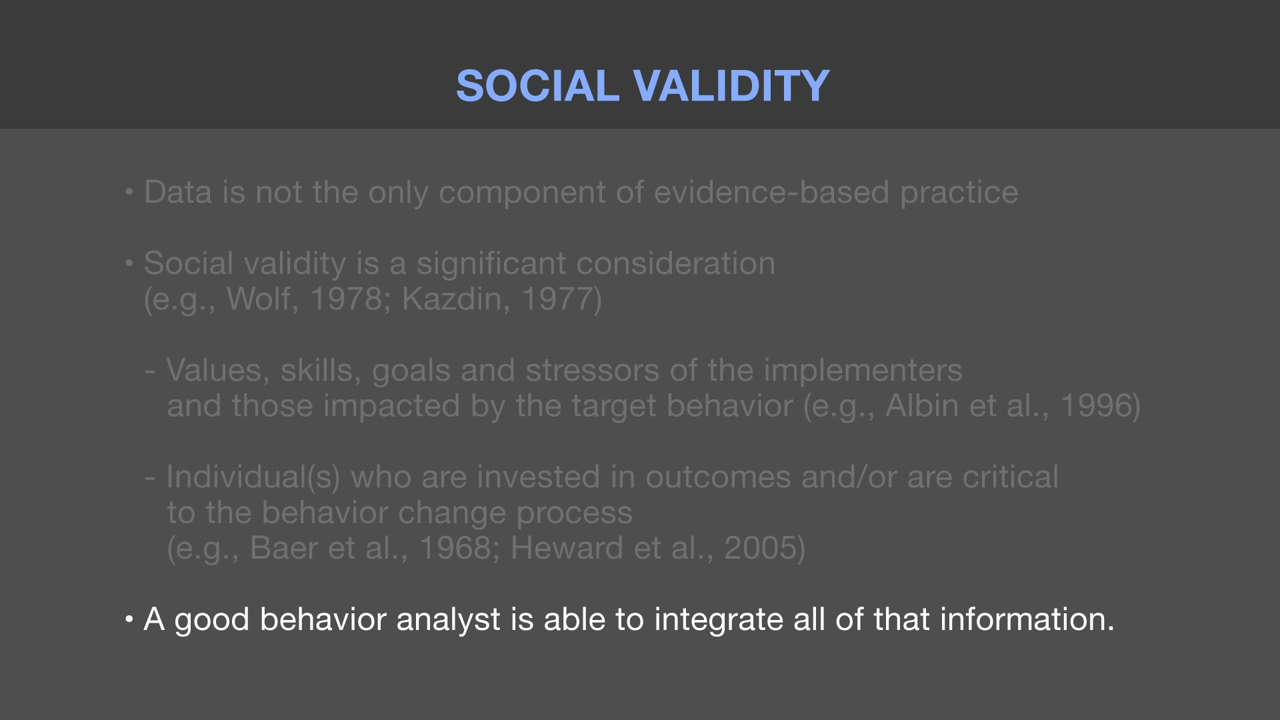 SOCIAL VALIDITY
• Data is not the only component of evidence-based practice
• Social validity is a significant consideration
(e.g., Wolf, 1978; Kazdin, 1977)
- Values, skills, goals and stressors of the implementers
and those impacted by the target behavior (e.g., Albin et al., 1996)
- Individual(s) who are invested in outcomes and/or are critical
to the behavior change process
(e.g., Baer et al., 1968; Heward et al., 2005)
• A good behavior analyst is able to integrate all of that information.